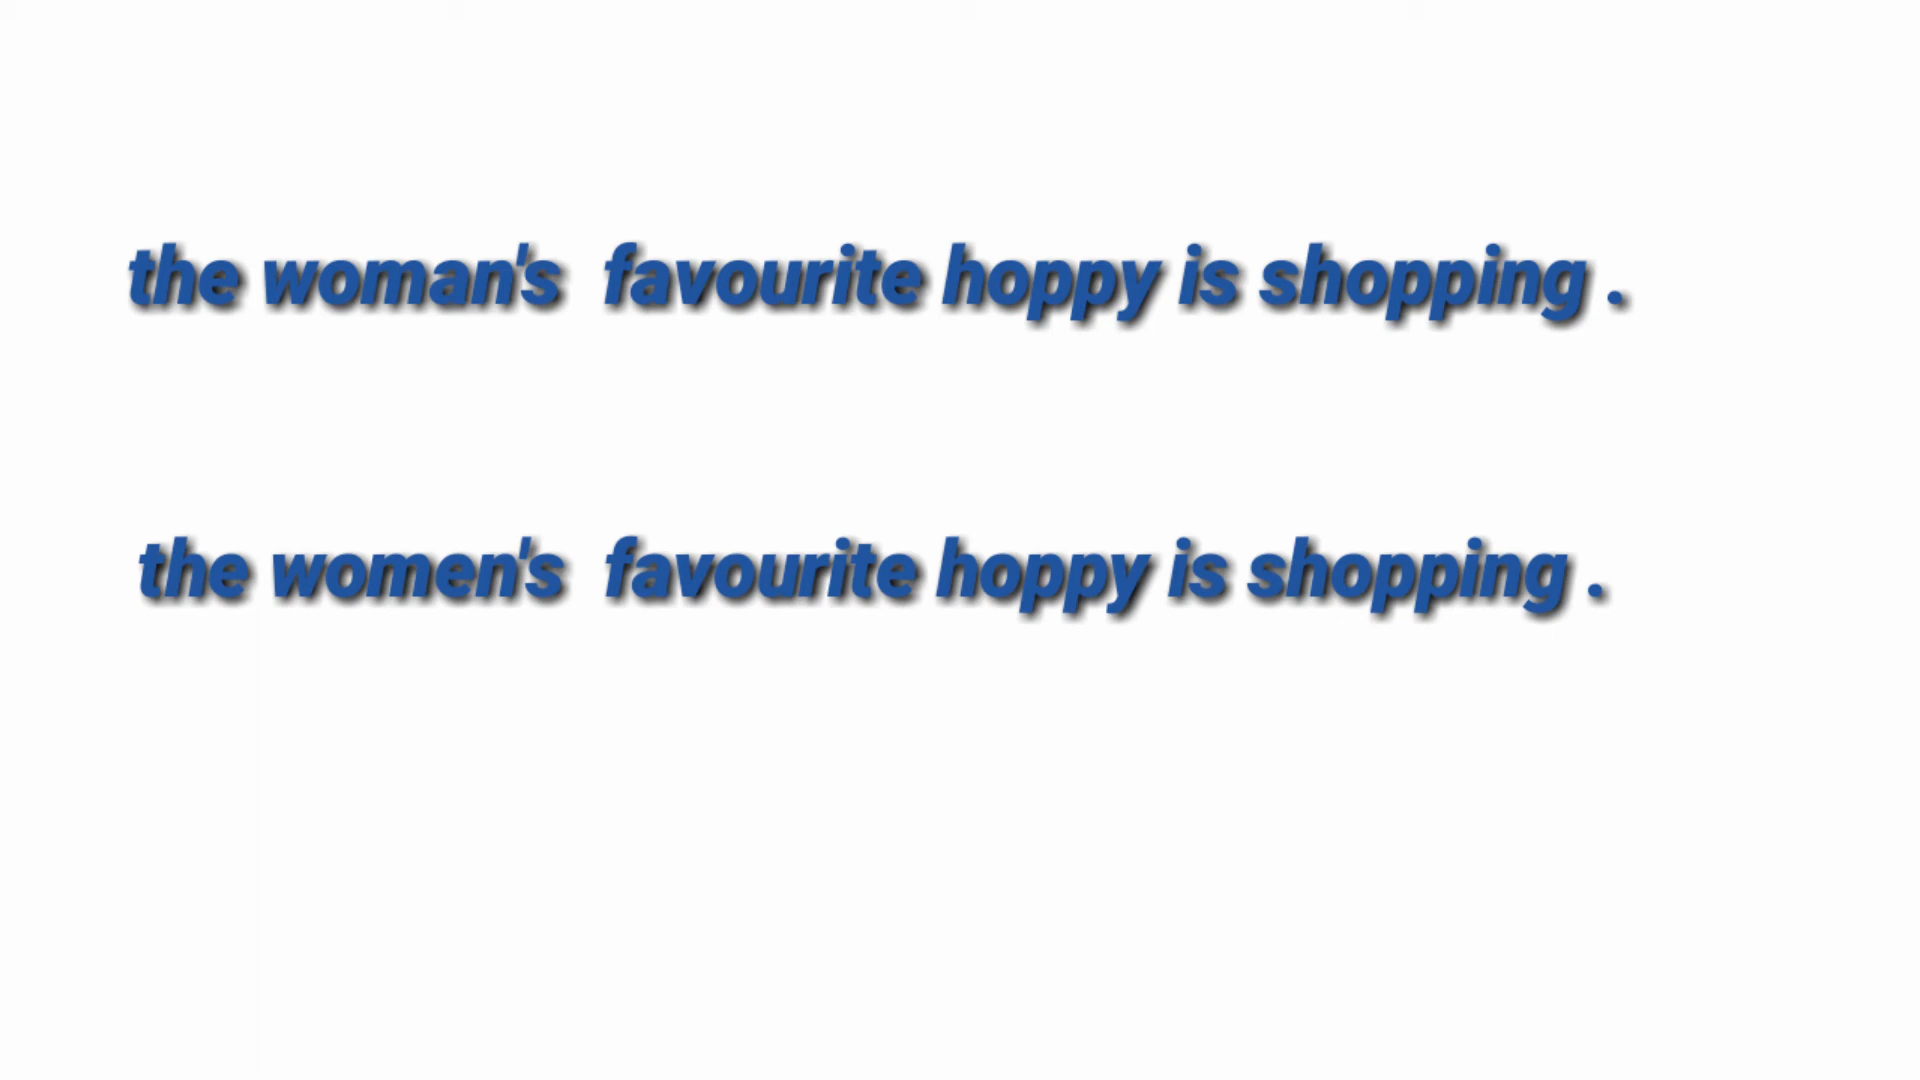 the woman's favourite hoppy is shopping .
the women's favourite hoppy is shopping .